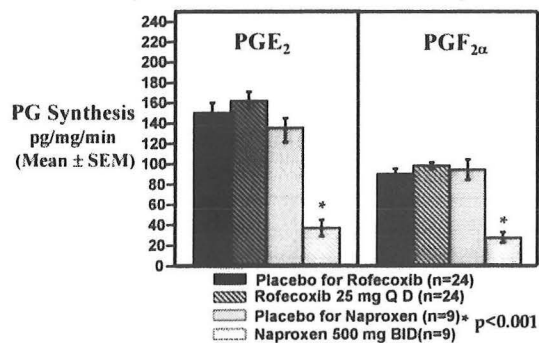 240
220
200
180
160
140
120
100
80
60
40
20
0
PGE₂
PGF₂α
PG Synthesis
pg/mg/min
(Mean ± SEM)
*
*
Placebo for Rofecoxib (n=24)
Rofecoxib 25 mg Q D (n=24)
Placebo for Naproxen (n=9)* p<0.001
Naproxen 500 mg BID(n=9)